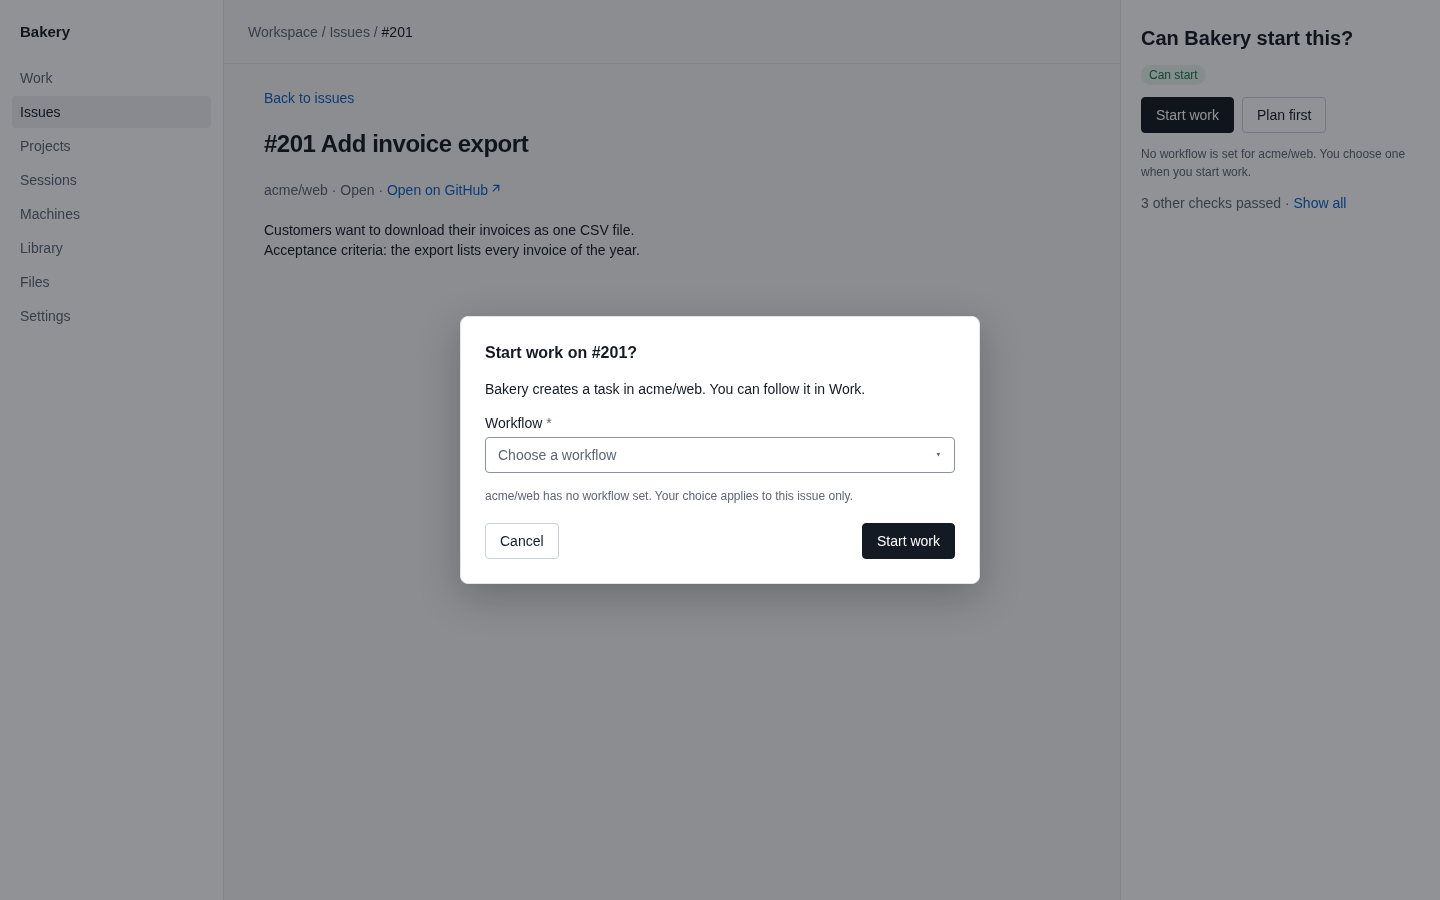 Bakery
Work
Issues
Projects
Sessions
Machines
Library
Files
Settings
Workspace / Issues / #201
Back to issues
#201 Add invoice export
acme/web · Open · Open on GitHub
Customers want to download their invoices as one CSV file.
Acceptance criteria: the export lists every invoice of the year.
Start work on #201?
Bakery creates a task in acme/web. You can follow it in Work.
Workflow *
Choose a workflow
acme/web has no workflow set. Your choice applies to this issue only.
Cancel
Start work
Can Bakery start this?
Can start
Start work
Plan first
No workflow is set for acme/web. You choose one
when you start work.
3 other checks passed · Show all